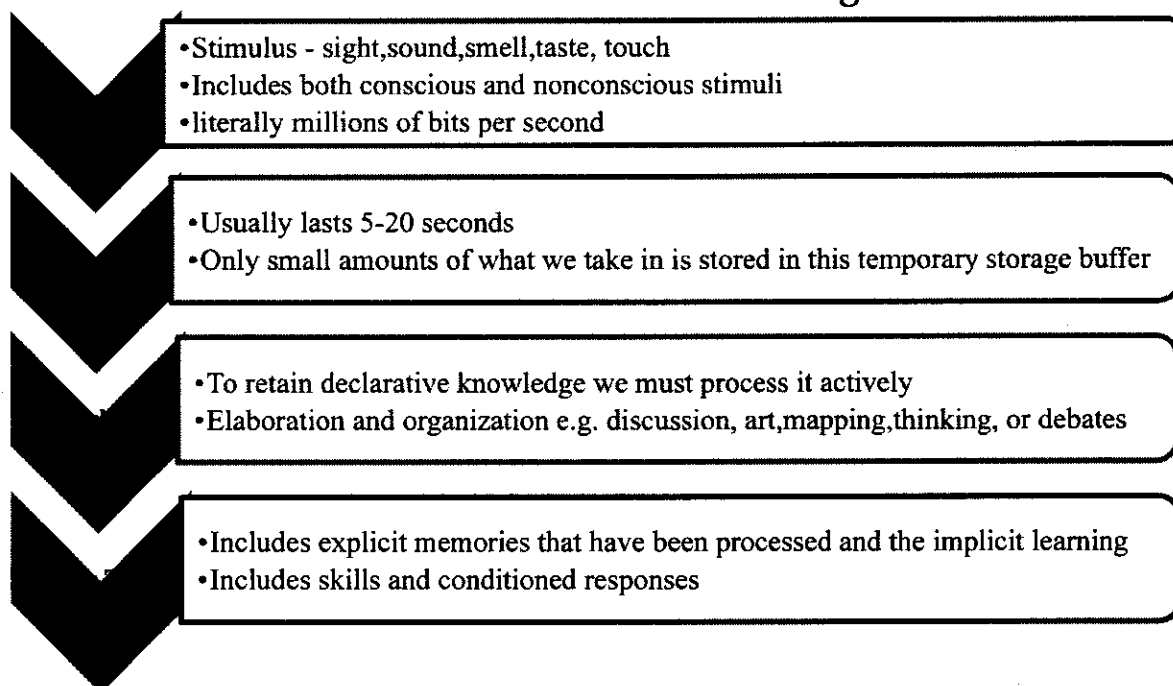 •Stimulus - sight,sound,smell,taste, touch
•Includes both conscious and nonconscious stimuli
•literally millions of bits per second
•Usually lasts 5-20 seconds
•Only small amounts of what we take in is stored in this temporary storage buffer
•To retain declarative knowledge we must process it actively
•Elaboration and organization e.g. discussion, art,mapping,thinking, or debates
•Includes explicit memories that have been processed and the implicit learning
•Includes skills and conditioned responses